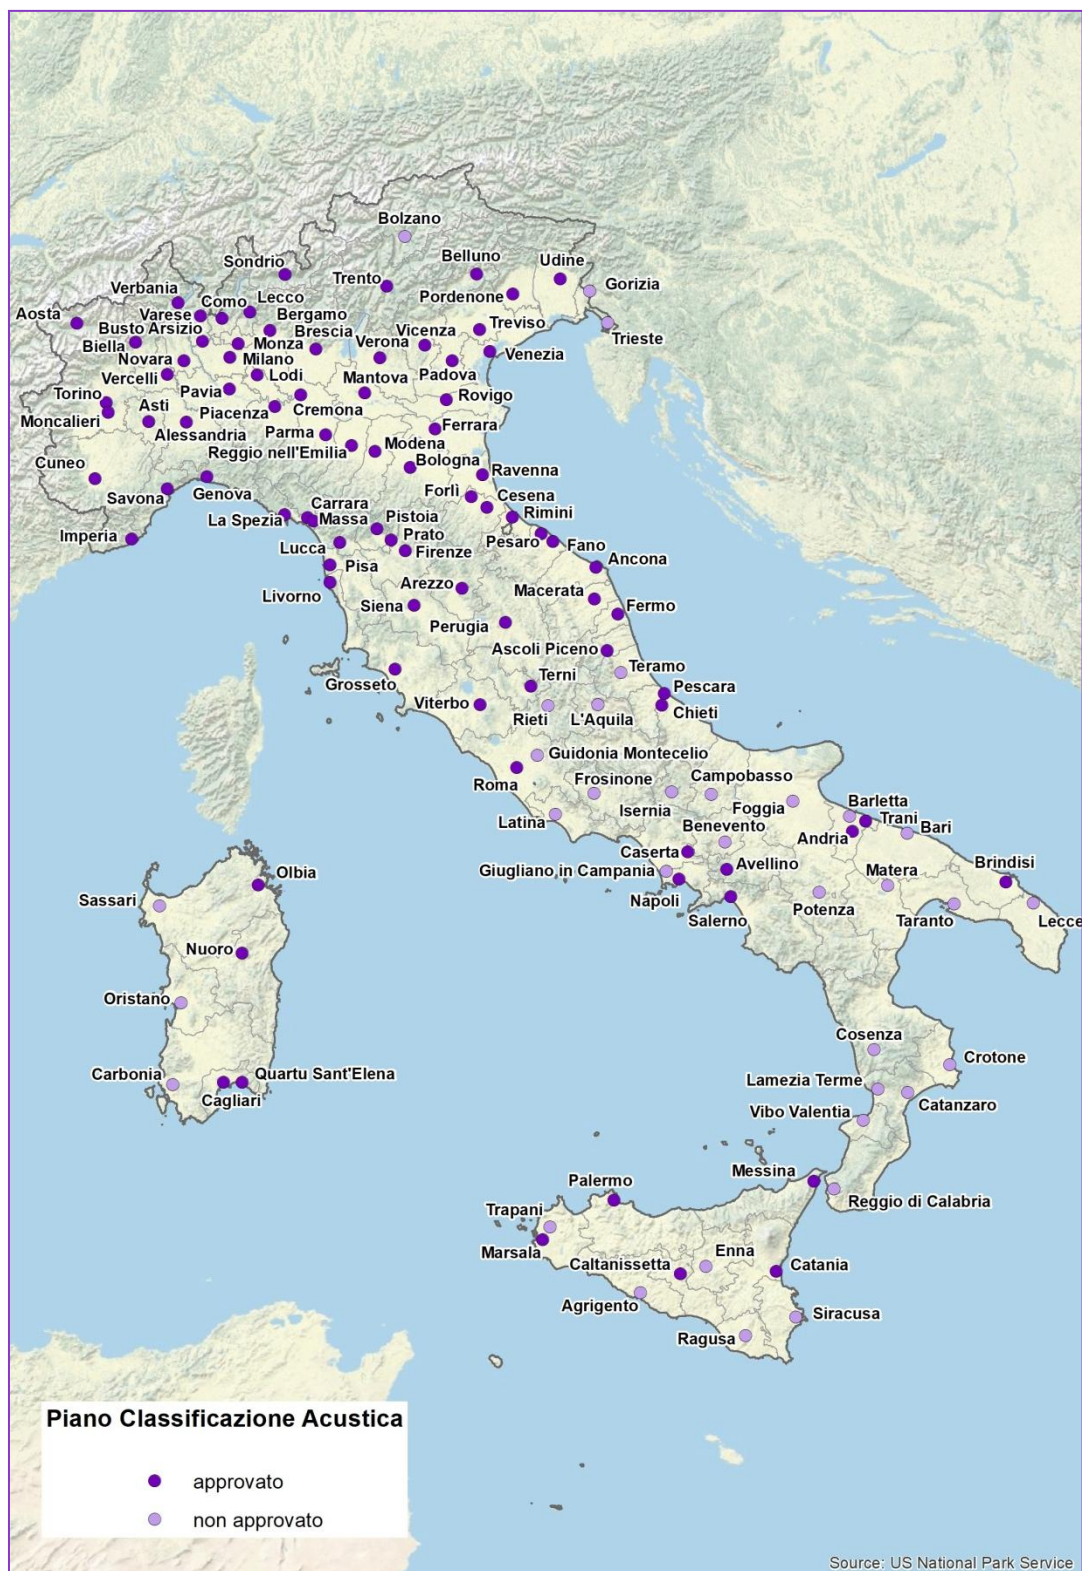 Bolzano
Sondrio
Belluno
Udine
Trento
Gorizia
Verbania
Pordenone
Aosta
Como
Lecco
Varese
Bergamo
Treviso
Trieste
Busto Arsizio
Brescia
Vicenza
Biella
Monza
Verona
Venezia
Novara
Milano
Padova
Vercelli
Lodi
Mantova
Torino
Pavia
Rovigo
Asti
Piacenza
Cremona
Moncalieri
Ferrara
Alessandria
Parma
Modena
Reggio nell'Emilia
Bologna
Cuneo
Ravenna
Savona
Genova
Forlì
Cesena
Carrara
La Spezia
Massa
Pistoia
Rimini
Imperia
Prato
Pesaro
Fano
Lucca
Firenze
Ancona
Pisa
Arezzo
Macerata
Livorno
Siena
Fermo
Perugia
Ascoli Piceno
Teramo
Terni
Grosseto
Pescara
Viterbo
Rieti
L'Aquila
Chieti
Guidonia Montecelio
Roma
Frosinone
Campobasso
Isernia
Foggia
Barletta
Latina
Trani
Benevento
Andria
Bari
Caserta
Avellino
Brindisi
Giugliano in Campania
Matera
Olbia
Sassari
Napoli
Potenza
Salerno
Taranto
Lecce
Nuoro
Oristano
Cosenza
Crotone
Carbonia
Quartu Sant'Elena
Lamezia Terme
Cagliari
Catanzaro
Vibo Valentia
Messina
Palermo
Reggio di Calabria
Trapani
Marsala
Enna
Caltanissetta
Catania
Agrigento
Siracusa
Ragusa
Piano Classificazione Acustica
approvato
non approvato
Source: US National Park Service